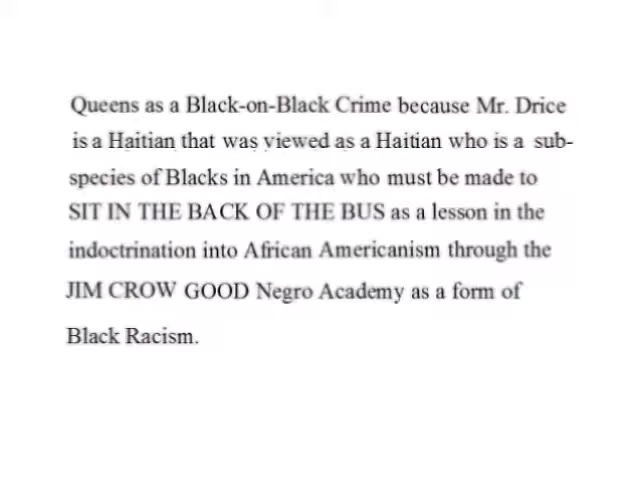 Queens as a Black-on-Black Crime because Mr. Drice
is a Haitian that was viewed as a Haitian who is a sub-
species of Blacks in America who must be made to
SIT IN THE BACK OF THE BUS as a lesson in the
indoctrination into African Americanism through the
JIM CROW GOOD Negro Academy as a form of
Black Racism.